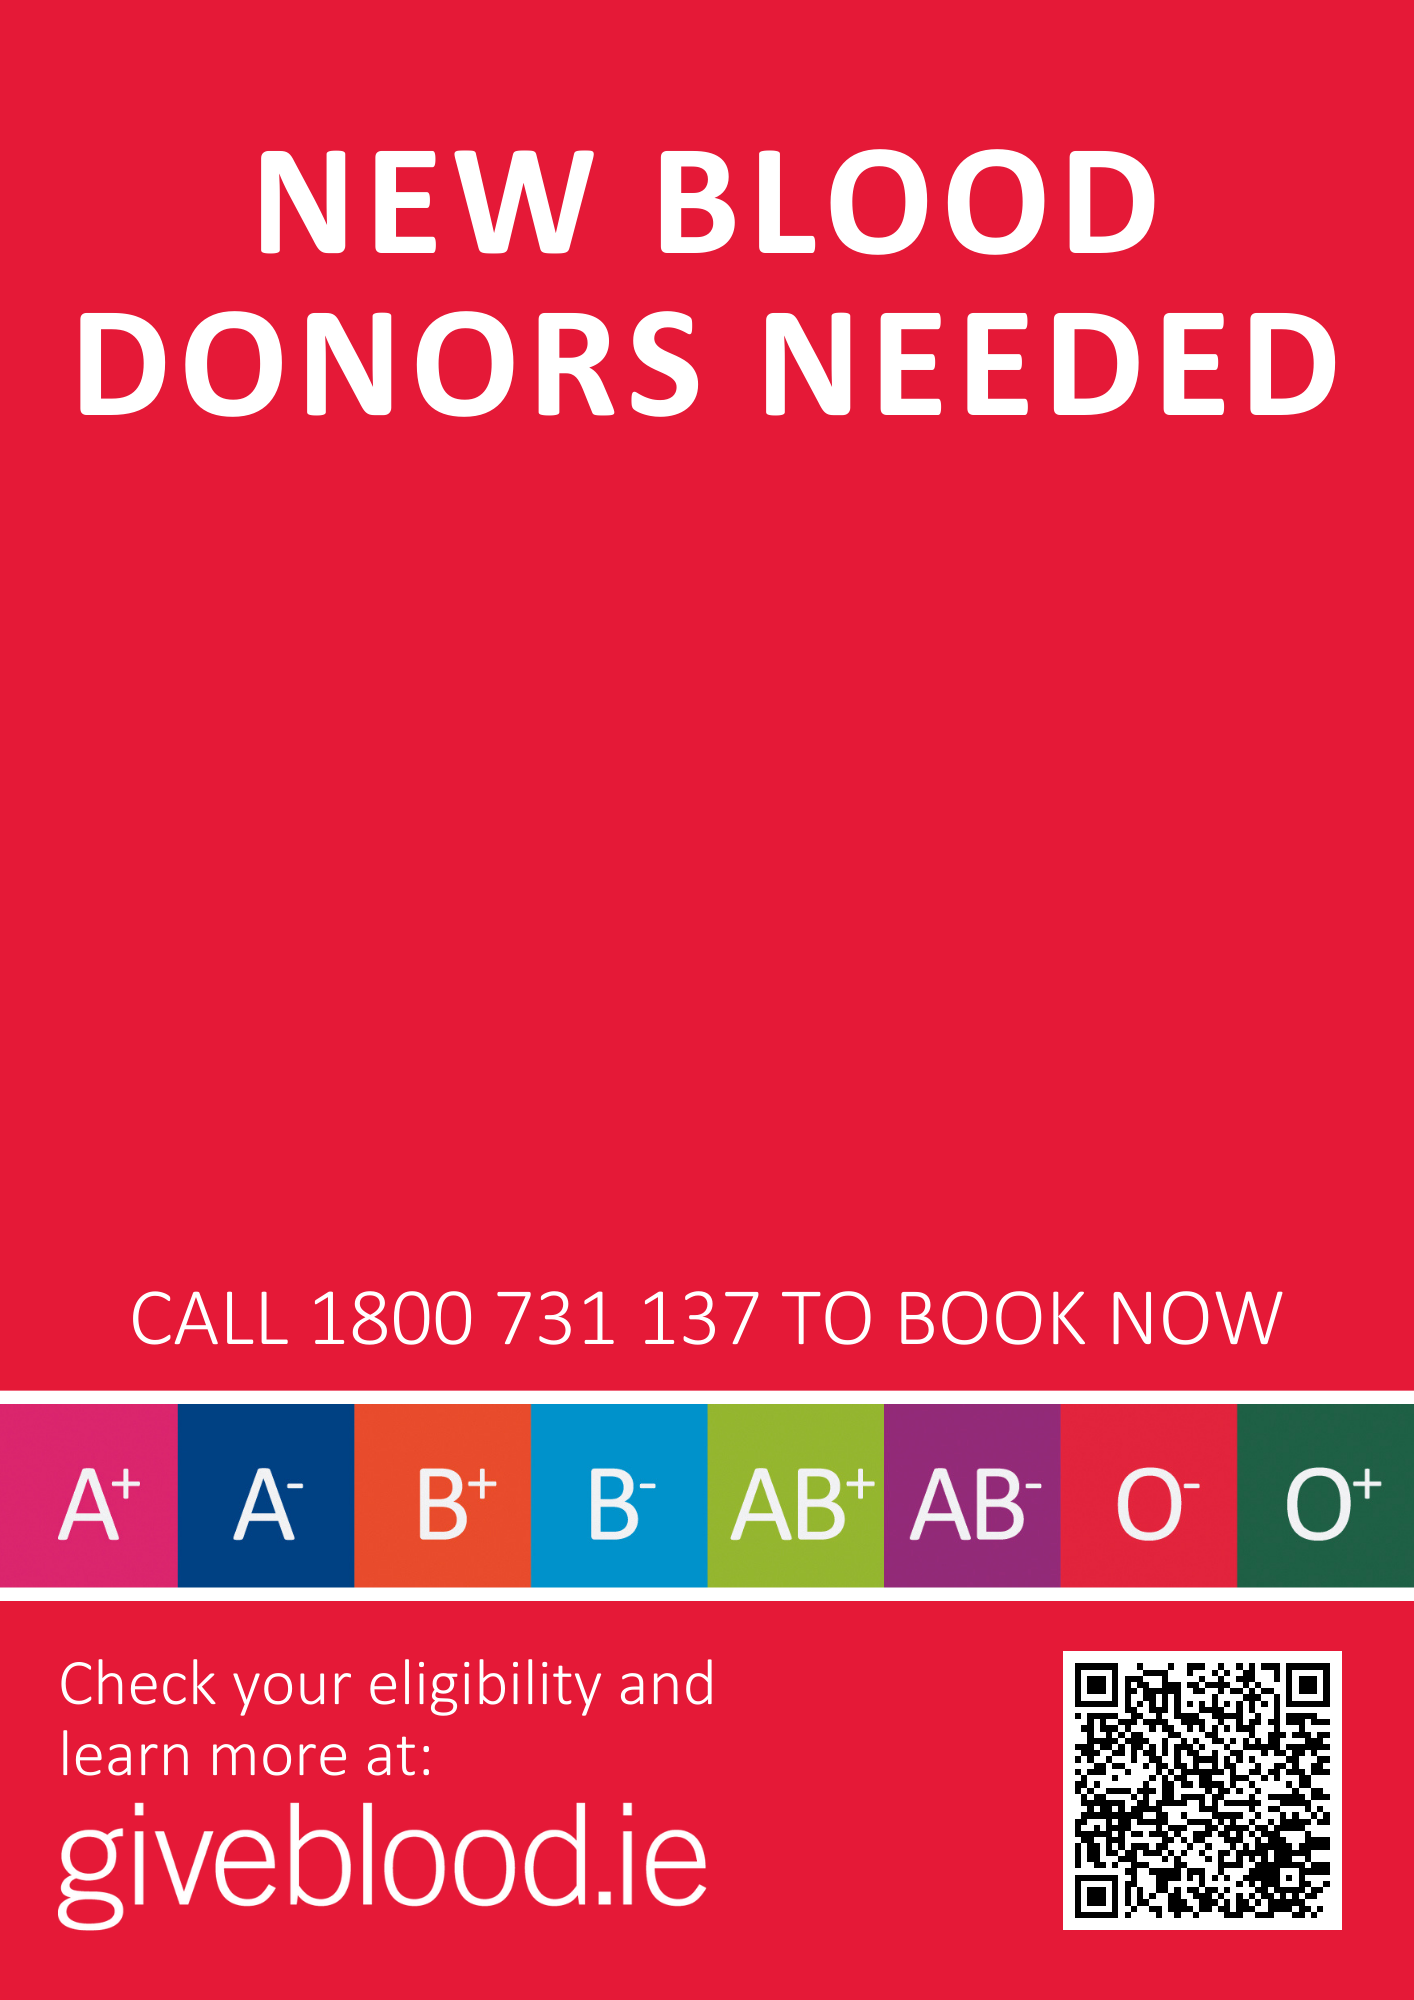 NEW BLOOD
DONORS NEEDED
CALL 1800 731 137 TO BOOK NOW
A+ A- B+ B- AB+ AB- O- O+
Check your eligibility and
learn more at:
giveblood.ie